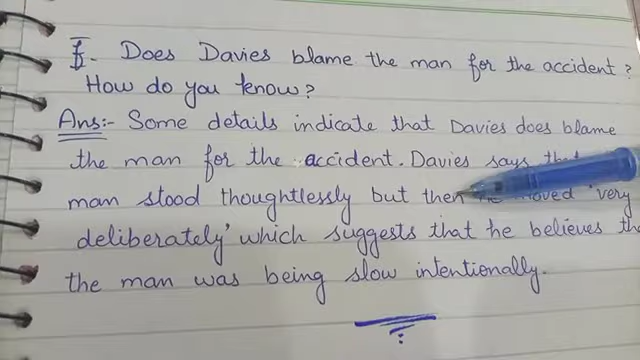 f. Does Davies blame the man for the accident?
How do you know?
Ans:- Some details indicate that Davies does blame
the man for the accident. Davies says that
man stood thoughtlessly but then he moved 'very
deliberately' which suggests that he believes
the man was being slow intentionally.